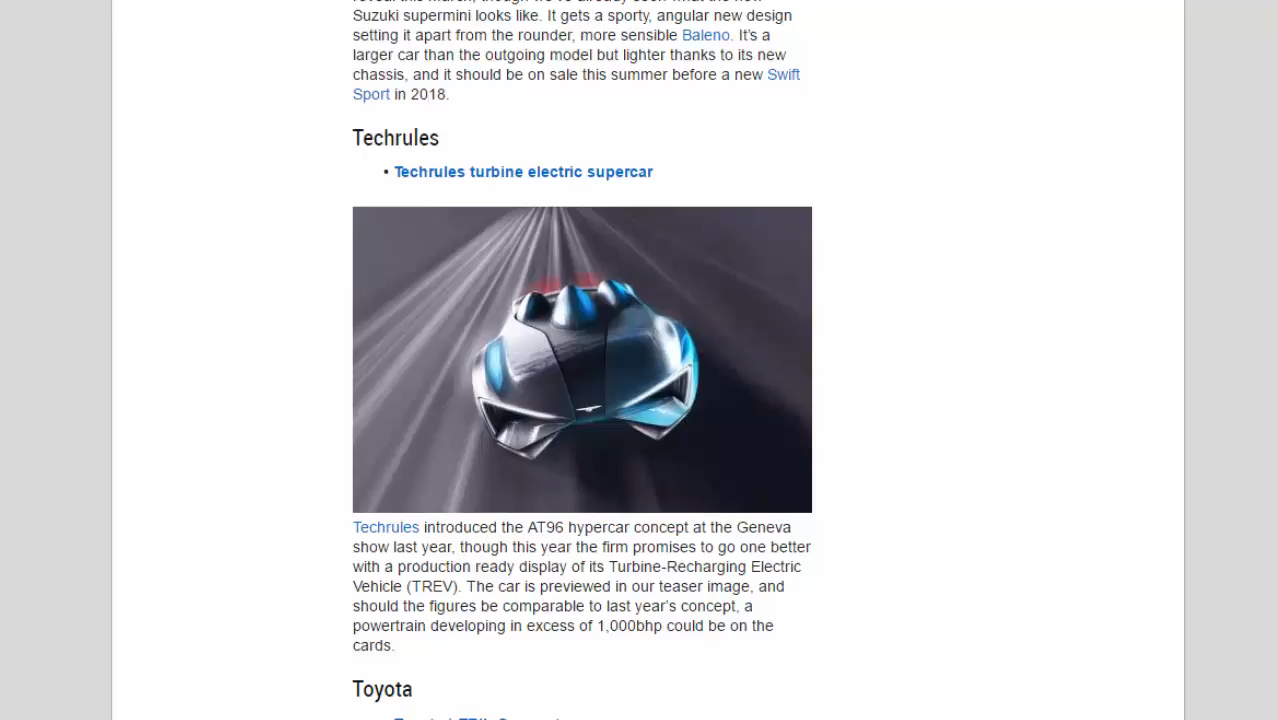 Suzuki supermini looks like. It gets a sporty, angular new design
setting it apart from the rounder, more sensible Baleno. It's a
larger car than the outgoing model but lighter thanks to its new
chassis, and it should be on sale this summer before a new Swift
Sport in 2018.
Techrules
• Techrules turbine electric supercar
Techrules introduced the AT96 hypercar concept at the Geneva
show last year, though this year the firm promises to go one better
with a production ready display of its Turbine-Recharging Electric
Vehicle (TREV). The car is previewed in our teaser image, and
should the figures be comparable to last year's concept, a
powertrain developing in excess of 1,000bhp could be on the
cards.
Toyota